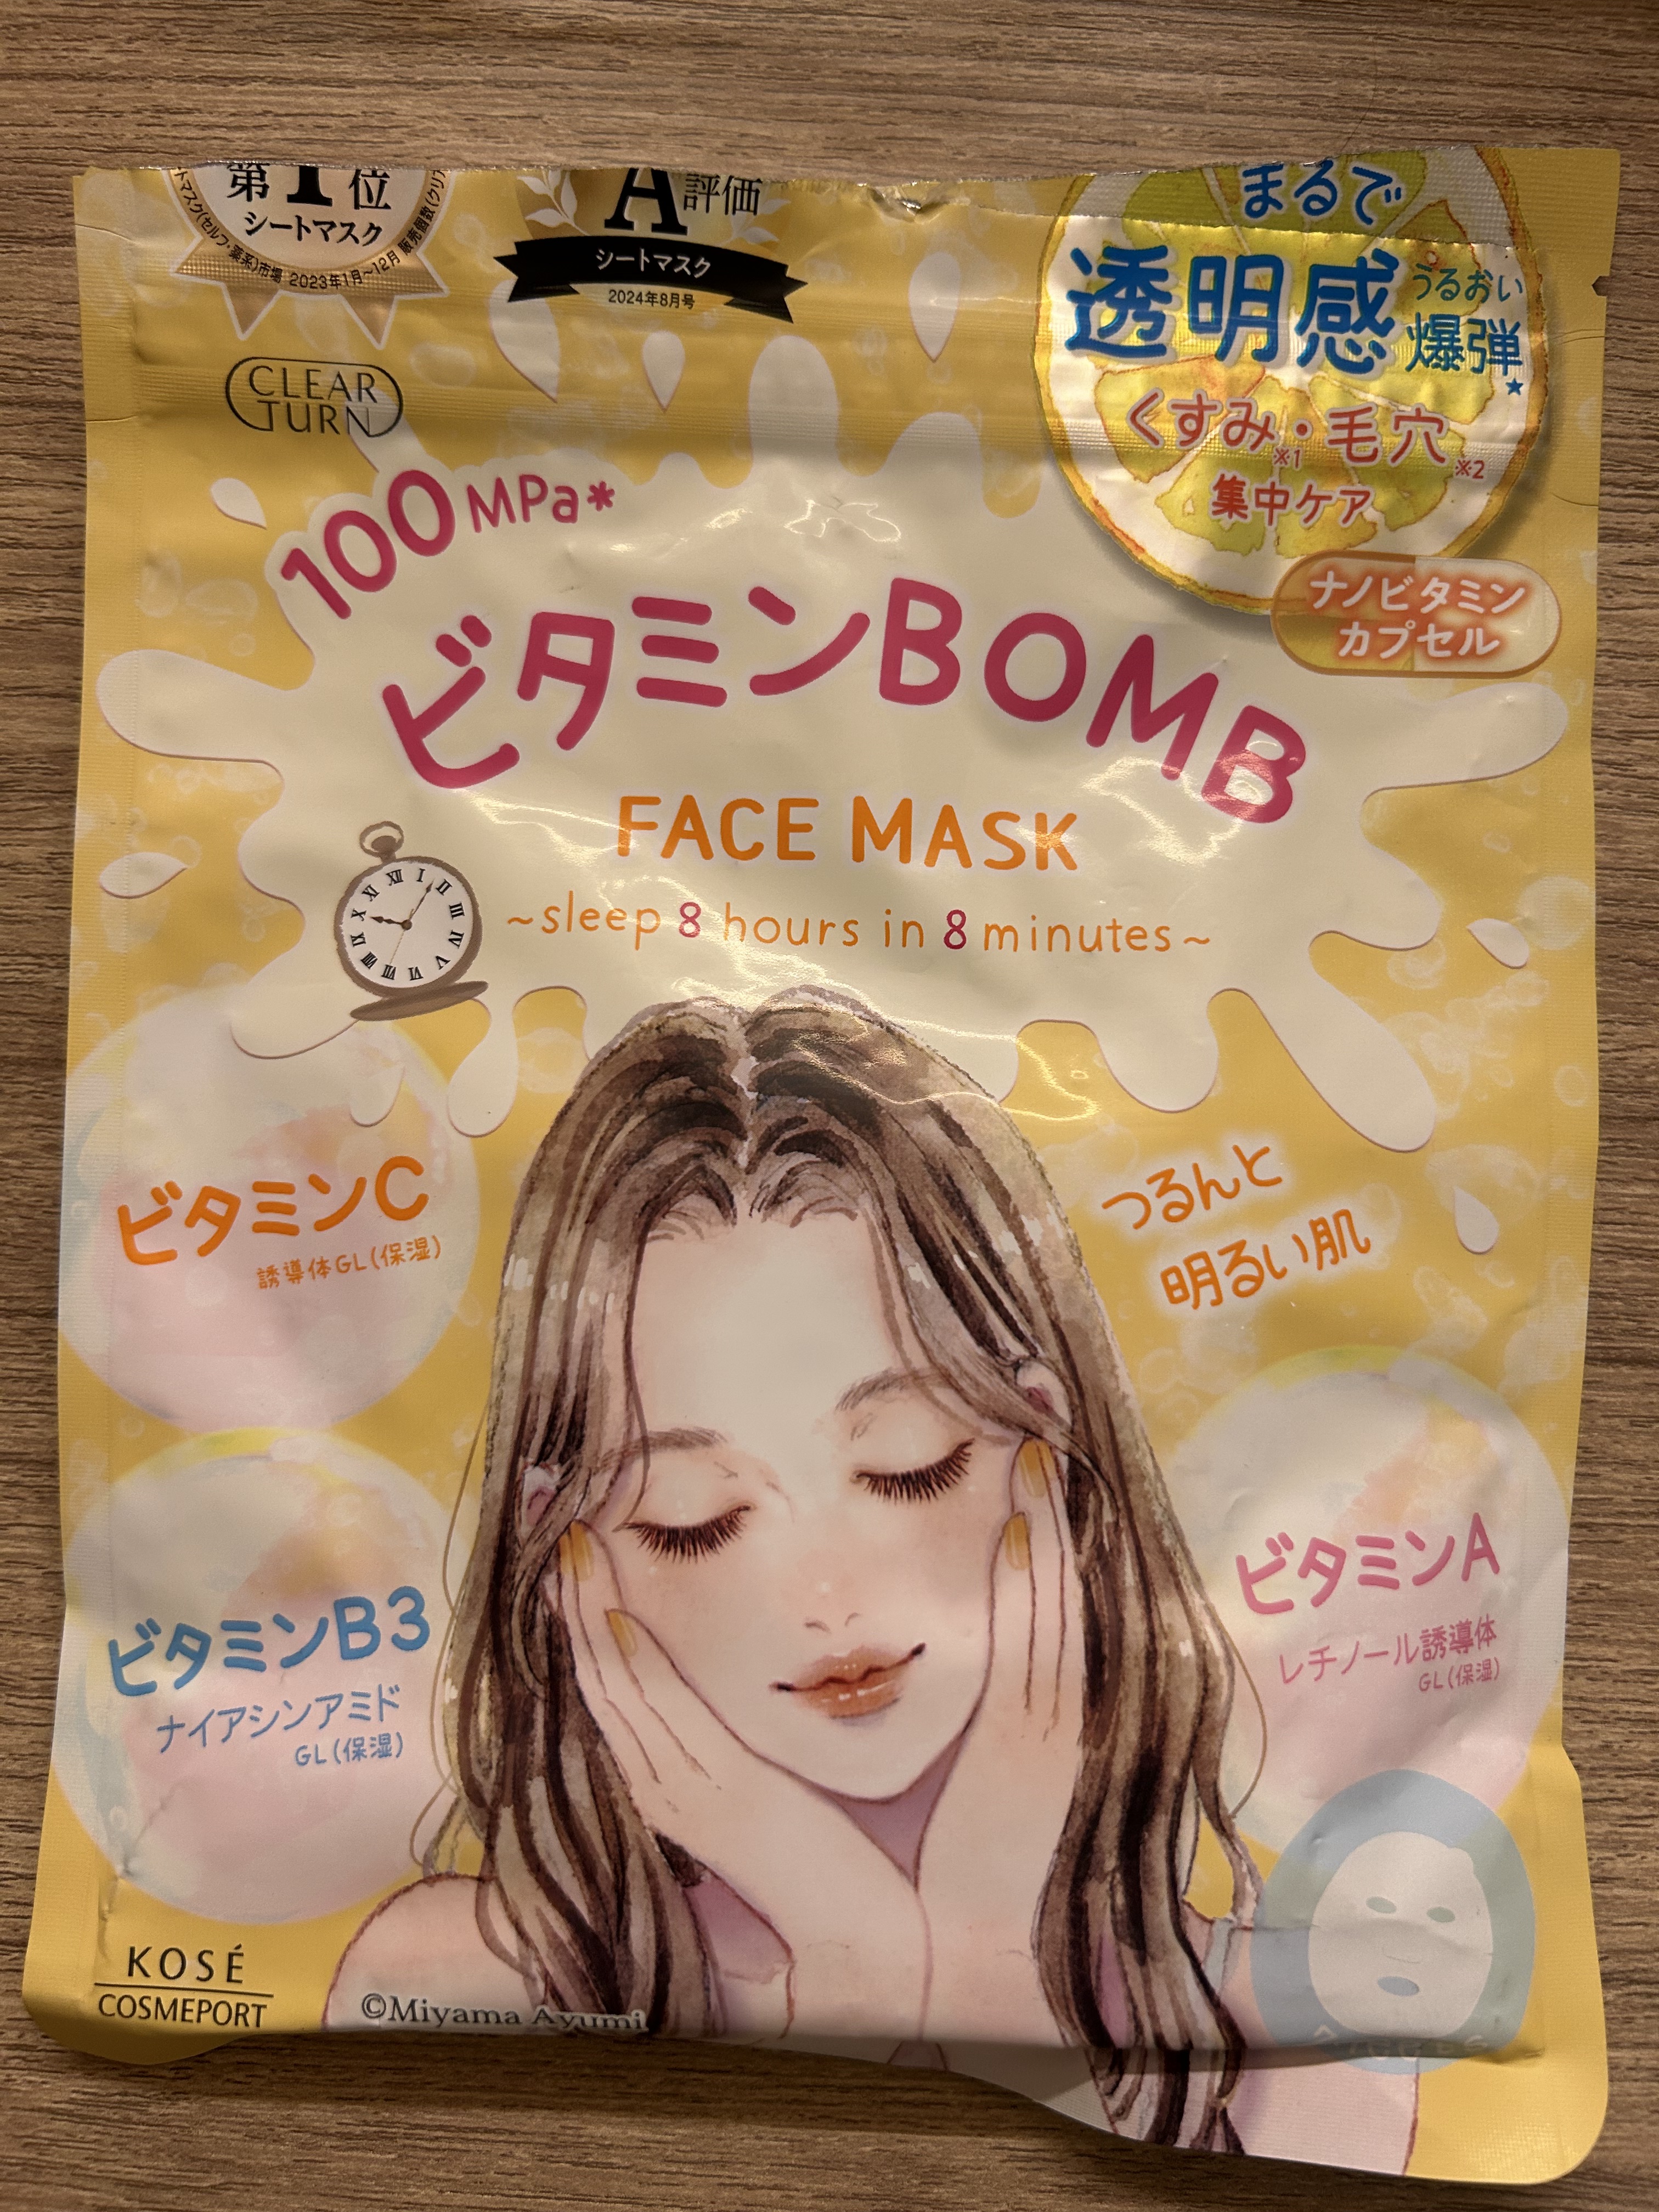 第1位
シートマスク
2023年1月~12月 販売個数
A評価
シートマスク
2024年8月号
まるで
透明感
うるおい
爆弾★
くすみ※1・毛穴※2
集中ケア
ナノビタミン
カプセル
CLEAR
TURN
100MPa*
ビタミンBOMB
FACE MASK
~sleep 8 hours in 8 minutes~
ビタミンC
誘導体GL(保湿)
つるんと
明るい肌
ビタミンB3
ナイアシンアミド
GL(保湿)
ビタミンA
レチノール誘導体
GL(保湿)
KOSÉ
COSMEPORT
©Miyama Ayumi